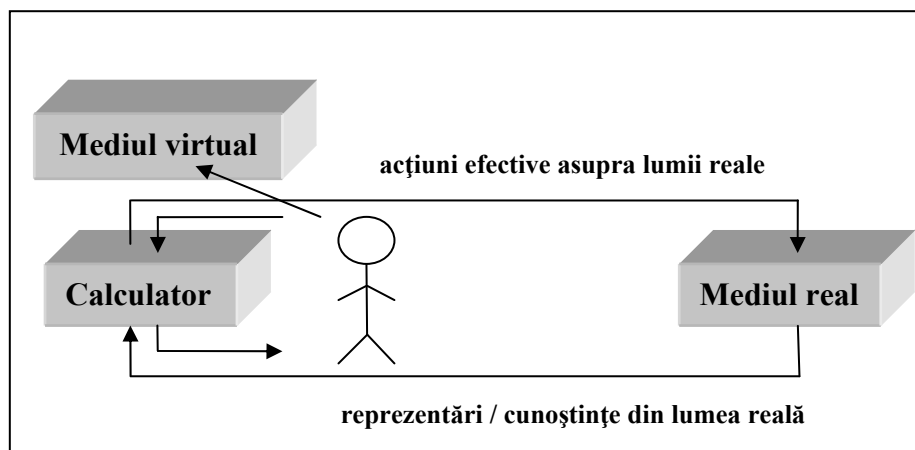 Mediul virtual
acţiuni efective asupra lumii reale
Calculator
Mediul real
reprezentări / cunoştinţe din lumea reală